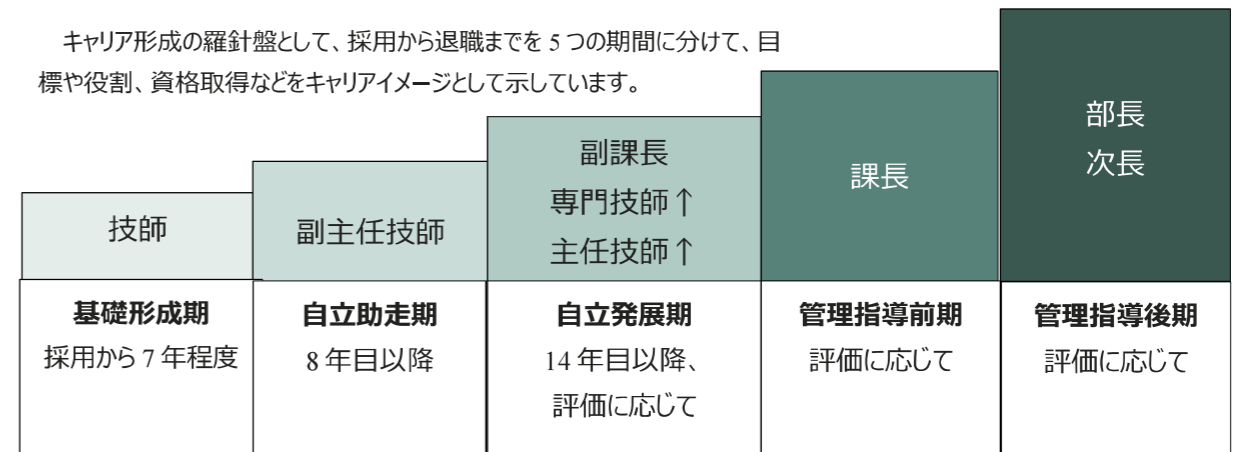 キャリア形成の羅針盤として、採用から退職までを5つの期間に分けて、目
標や役割、資格取得などをキャリアイメージとして示しています。
技師
副主任技師
副課長
専門技師↑
主任技師↑
課長
部長
次長
基礎形成期
採用から7年程度
自立助走期
8年目以降
自立発展期
14年目以降、
評価に応じて
管理指導前期
評価に応じて
管理指導後期
評価に応じて